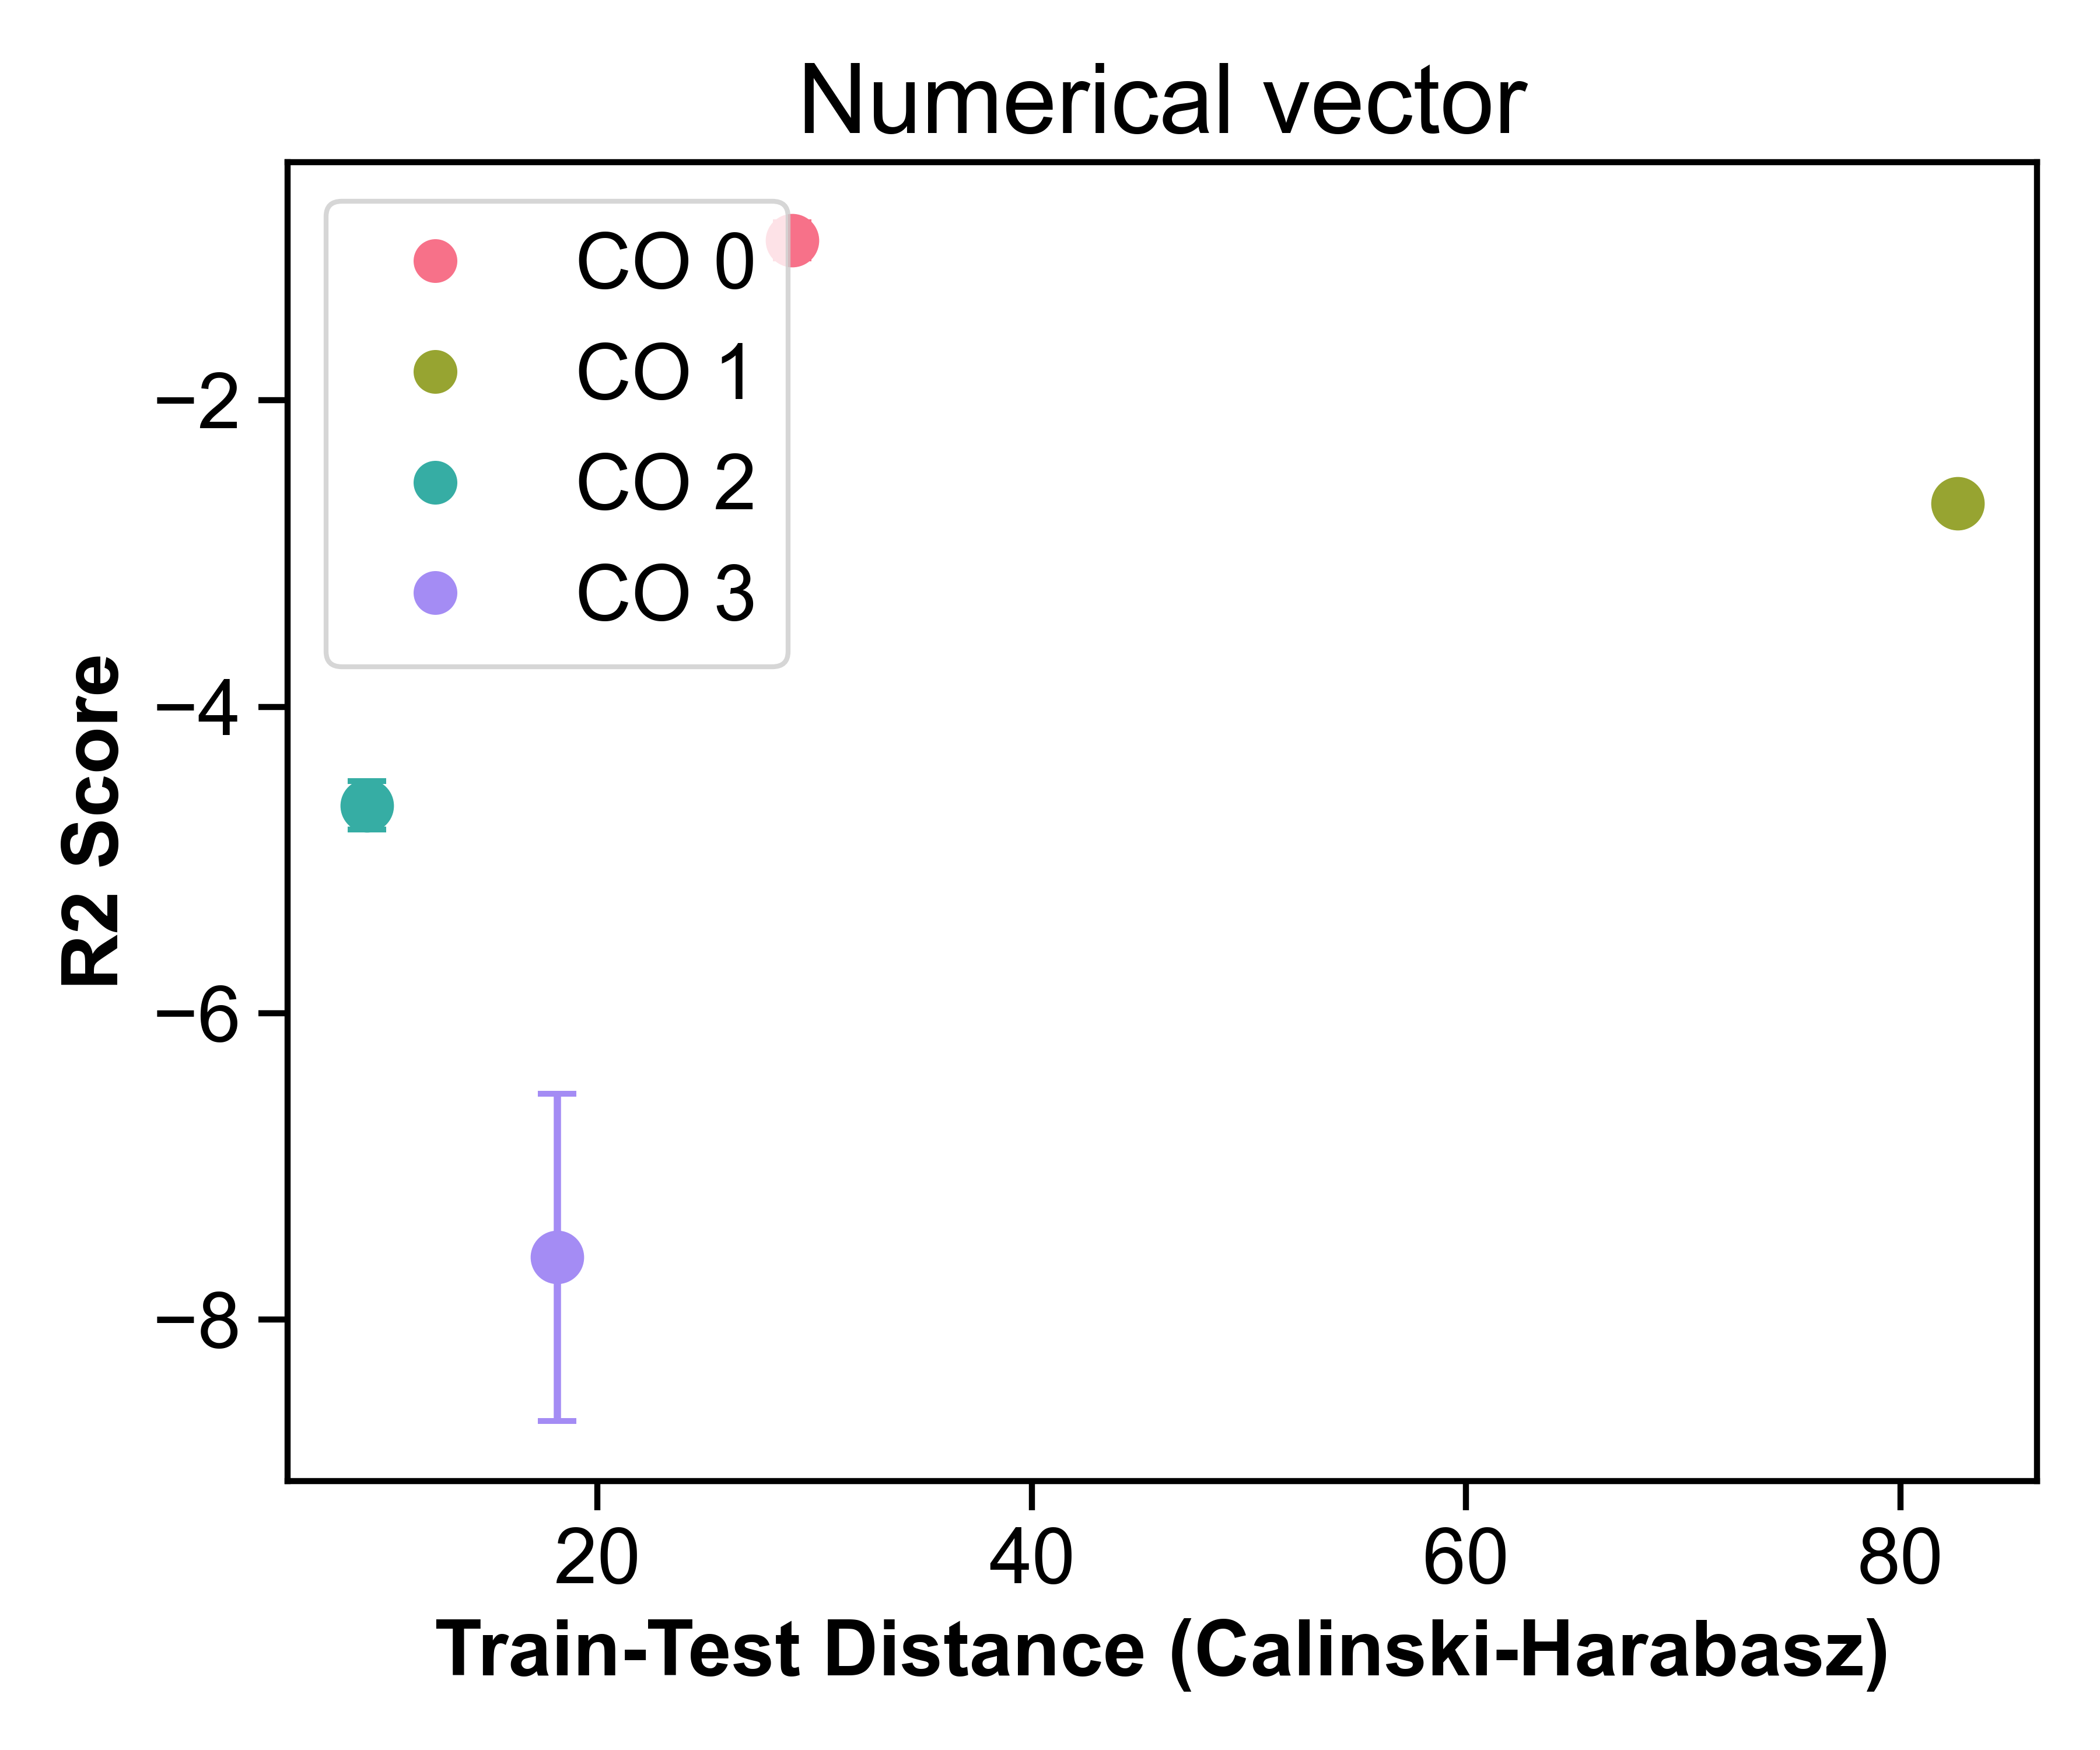 Numerical vector
CO 0
CO 1
CO 2
CO 3
−2
−4
−6
−8
R2 Score
20 40 60 80
Train-Test Distance (Calinski-Harabasz)